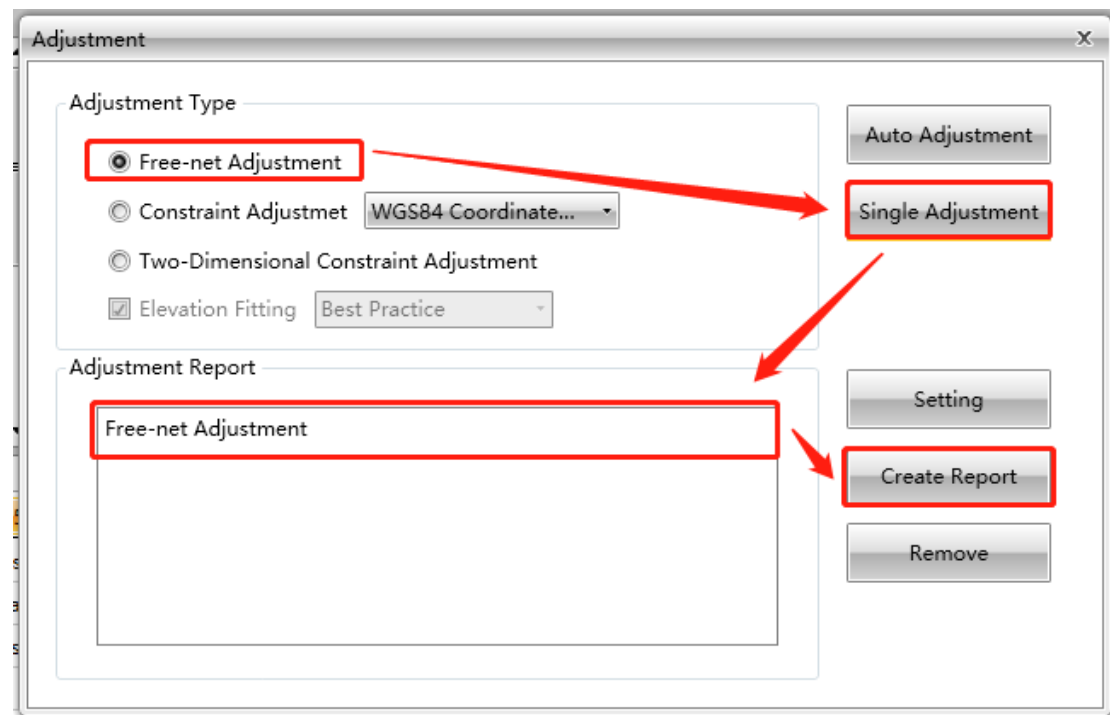 Adjustment
Adjustment Type
Free-net Adjustment
Constraint Adjustmet WGS84 Coordinate...
Two-Dimensional Constraint Adjustment
Elevation Fitting Best Practice
Auto Adjustment
Single Adjustment
Adjustment Report
Free-net Adjustment
Setting
Create Report
Remove